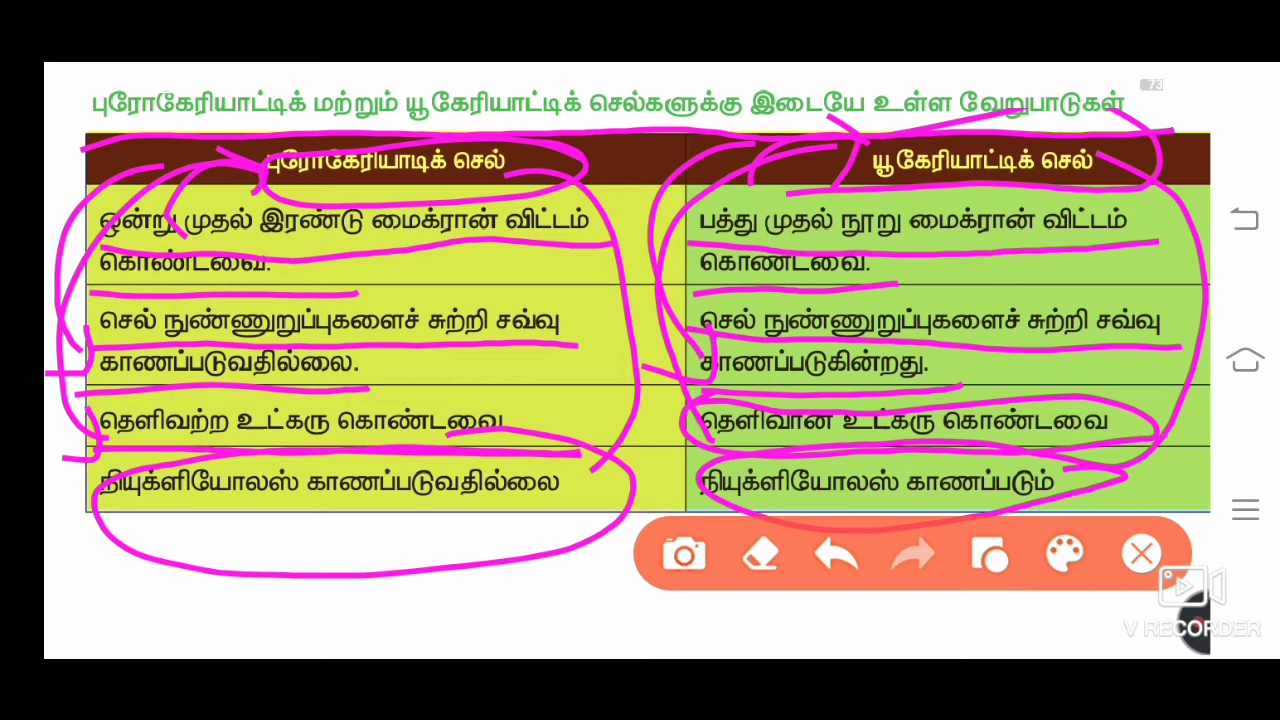 73
புரோகேரியாட்டிக் மற்றும் யூகேரியாட்டிக் செல்களுக்கு இடையே உள்ள வேறுபாடுகள்
புரோகேரியாடிக் செல்
யூகேரியாட்டிக் செல்
ஒன்று முதல் இரண்டு மைக்ரான் விட்டம்
கொண்டவை.
பத்து முதல் நூறு மைக்ரான் விட்டம்
கொண்டவை.
செல் நுண்ணுறுப்புகளைச் சுற்றி சவ்வு
காணப்படுவதில்லை.
செல் நுண்ணுறுப்புகளைச் சுற்றி சவ்வு
காணப்படுகின்றது.
தெளிவற்ற உட்கரு கொண்டவை
தெளிவான உட்கரு கொண்டவை
நியுக்ளியோலஸ் காணப்படுவதில்லை
நியுக்ளியோலஸ் காணப்படும்
V RECORDER